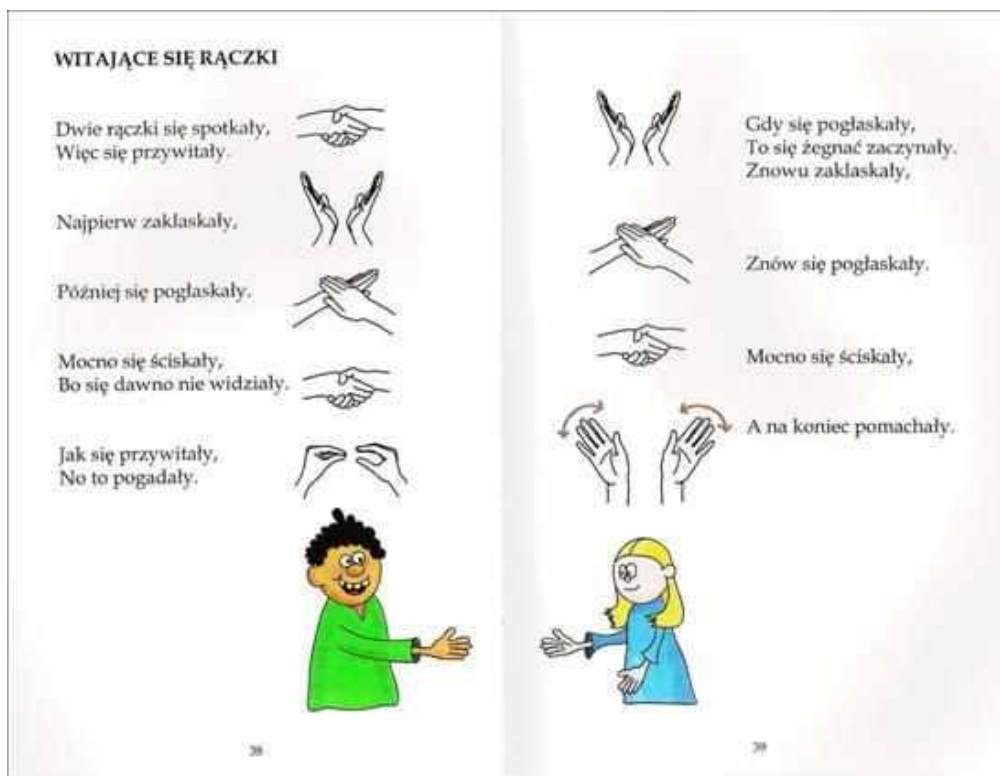 WITAJĄCE SIĘ RĄCZKI
Dwie rączki się spotkały,
Więc się przywitały.
Najpierw zaklaskały,
Później się pogłaskały.
Mocno się ściskały,
Bo się dawno nie widziały.
Jak się przywitały,
No to pogadały.
38
Gdy się pogłaskały,
To się żegnać zaczynały.
Znowu zaklaskały,
Znów się pogłaskały.
Mocno się ściskały,
A na koniec pomachały.
39